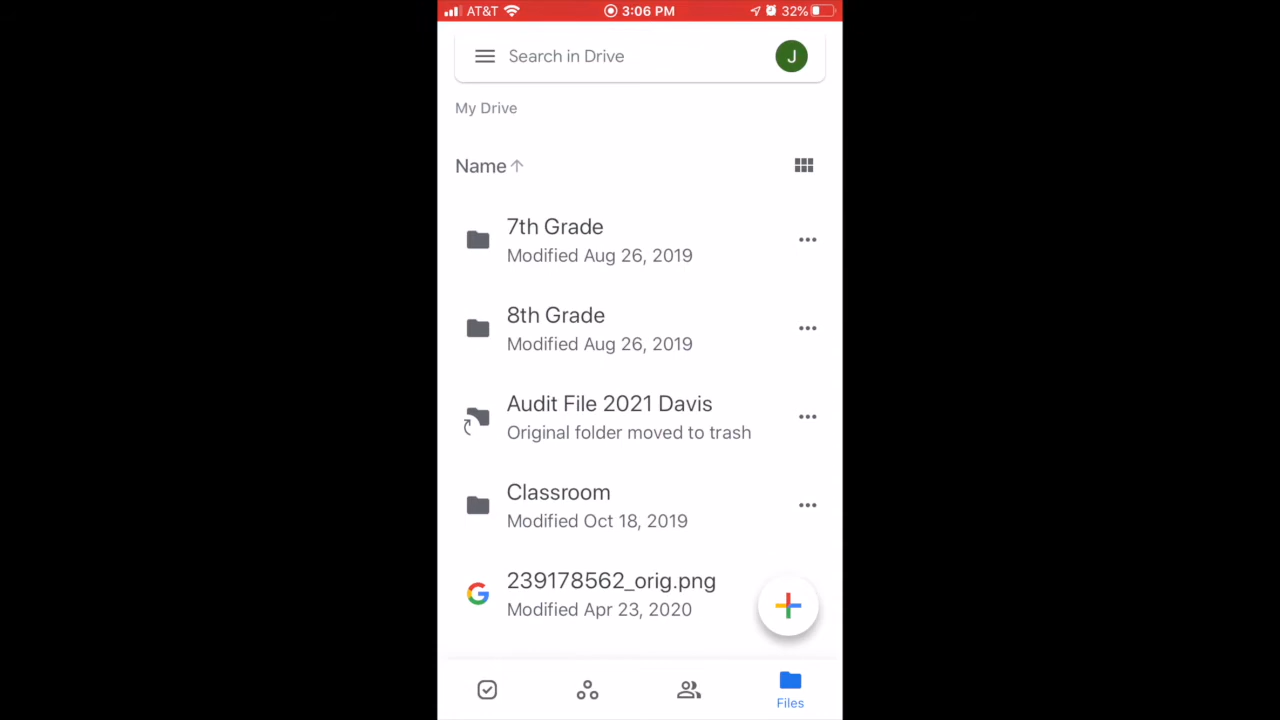 AT&T 3:06 PM 32%
Search in Drive J
My Drive
Name
7th Grade
Modified Aug 26, 2019
8th Grade
Modified Aug 26, 2019
Audit File 2021 Davis
Original folder moved to trash
Classroom
Modified Oct 18, 2019
239178562_orig.png
Modified Apr 23, 2020
Files